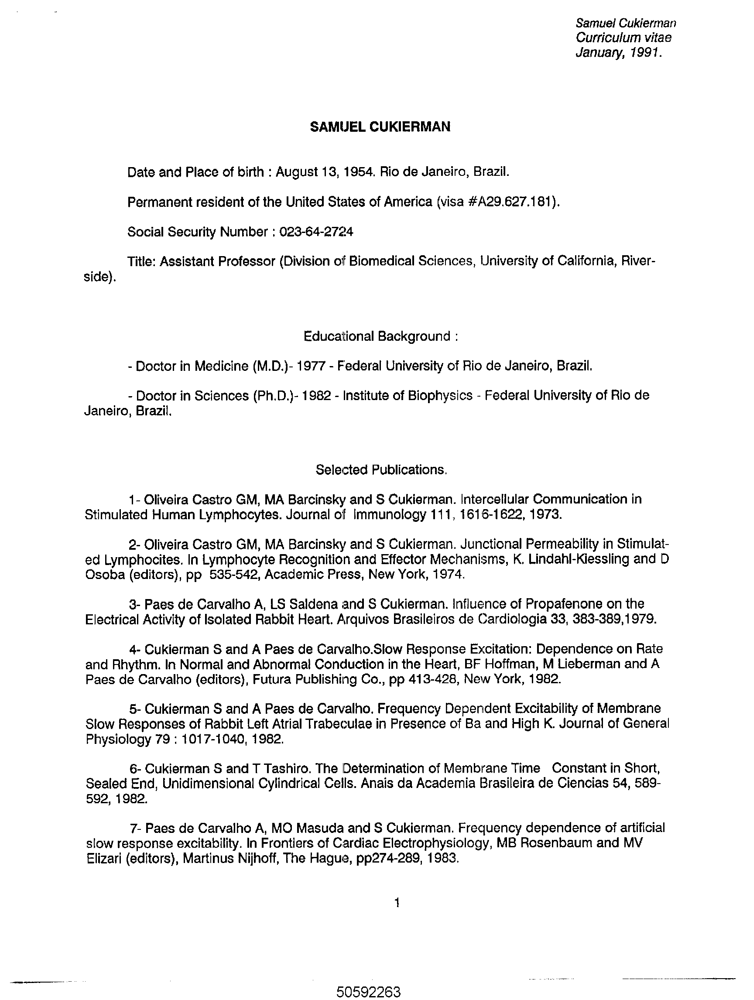 Samuel Cukierman
Curriculum vitae
January, 1991.
SAMUEL CUKIERMAN
Date and Place of birth : August 13, 1954. Rio de Janeiro, Brazil.
Permanent resident of the United States of America (visa #A29.627.181).
Social Security Number : 023-64-2724
Title: Assistant Professor (Division of Biomedical Sciences, University of California, River-
side).
Educational Background :
- Doctor in Medicine (M.D.)- 1977 - Federal University of Rio de Janeiro, Brazil.
- Doctor in Sciences (Ph.D.)- 1982 - Institute of Biophysics - Federal University of Rio de
Janeiro, Brazil.
Selected Publications.
1- Oliveira Castro GM, MA Barcinsky and S Cukierman. Intercellular Communication in
Stimulated Human Lymphocytes. Journal of Immunology 111, 1616-1622, 1973.
2- Oliveira Castro GM, MA Barcinsky and S Cukierman. Junctional Permeability in Stimulat-
ed Lymphocites. In Lymphocyte Recognition and Effector Mechanisms, K. Lindahl-Kiessling and D
Osoba (editors), pp 535-542, Academic Press, New York, 1974.
3- Paes de Carvalho A, LS Saldena and S Cukierman. Influence of Propafenone on the
Electrical Activity of Isolated Rabbit Heart. Arquivos Brasileiros de Cardiologia 33, 383-389,1979.
4- Cukierman S and A Paes de Carvalho.Slow Response Excitation: Dependence on Rate
and Rhythm. In Normal and Abnormal Conduction in the Heart, BF Hoffman, M Lieberman and A
Paes de Carvalho (editors), Futura Publishing Co., pp 413-428, New York, 1982.
5- Cukierman S and A Paes de Carvalho. Frequency Dependent Excitability of Membrane
Slow Responses of Rabbit Left Atrial Trabeculae in Presence of Ba and High K. Journal of General
Physiology 79 : 1017-1040, 1982.
6- Cukierman S and T Tashiro. The Determination of Membrane Time Constant in Short,
Sealed End, Unidimensional Cylindrical Cells. Anais da Academia Brasileira de Ciencias 54, 589-
592, 1982.
7- Paes de Carvalho A, MO Masuda and S Cukierman. Frequency dependence of artificial
slow response excitability. In Frontiers of Cardiac Electrophysiology, MB Rosenbaum and MV
Elizari (editors), Martinus Nijhoff, The Hague, pp274-289, 1983.
1
50592263